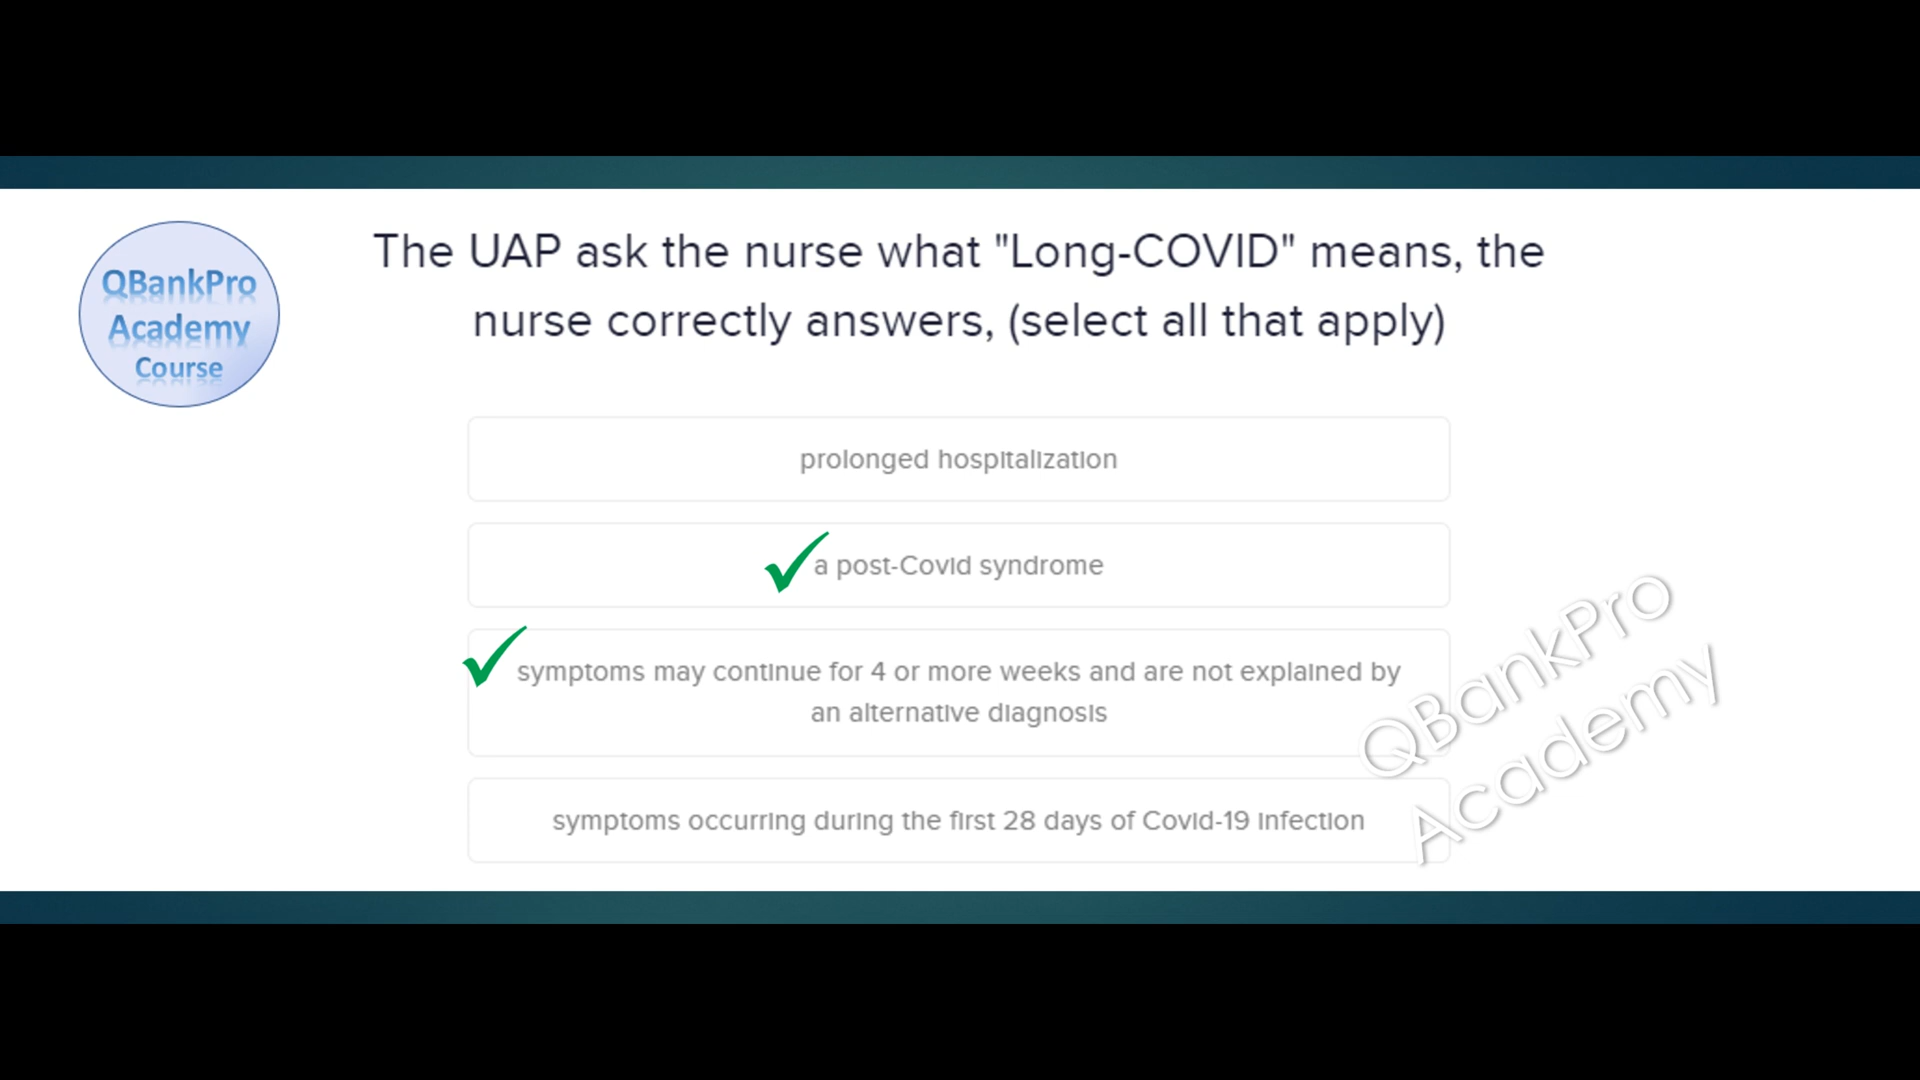 QBankPro
Academy
Course
The UAP ask the nurse what "Long-COVID" means, the
nurse correctly answers, (select all that apply)
prolonged hospitalization
a post-Covid syndrome
symptoms may continue for 4 or more weeks and are not explained by
an alternative diagnosis
symptoms occurring during the first 28 days of Covid-19 infection
QBankPro
Academy